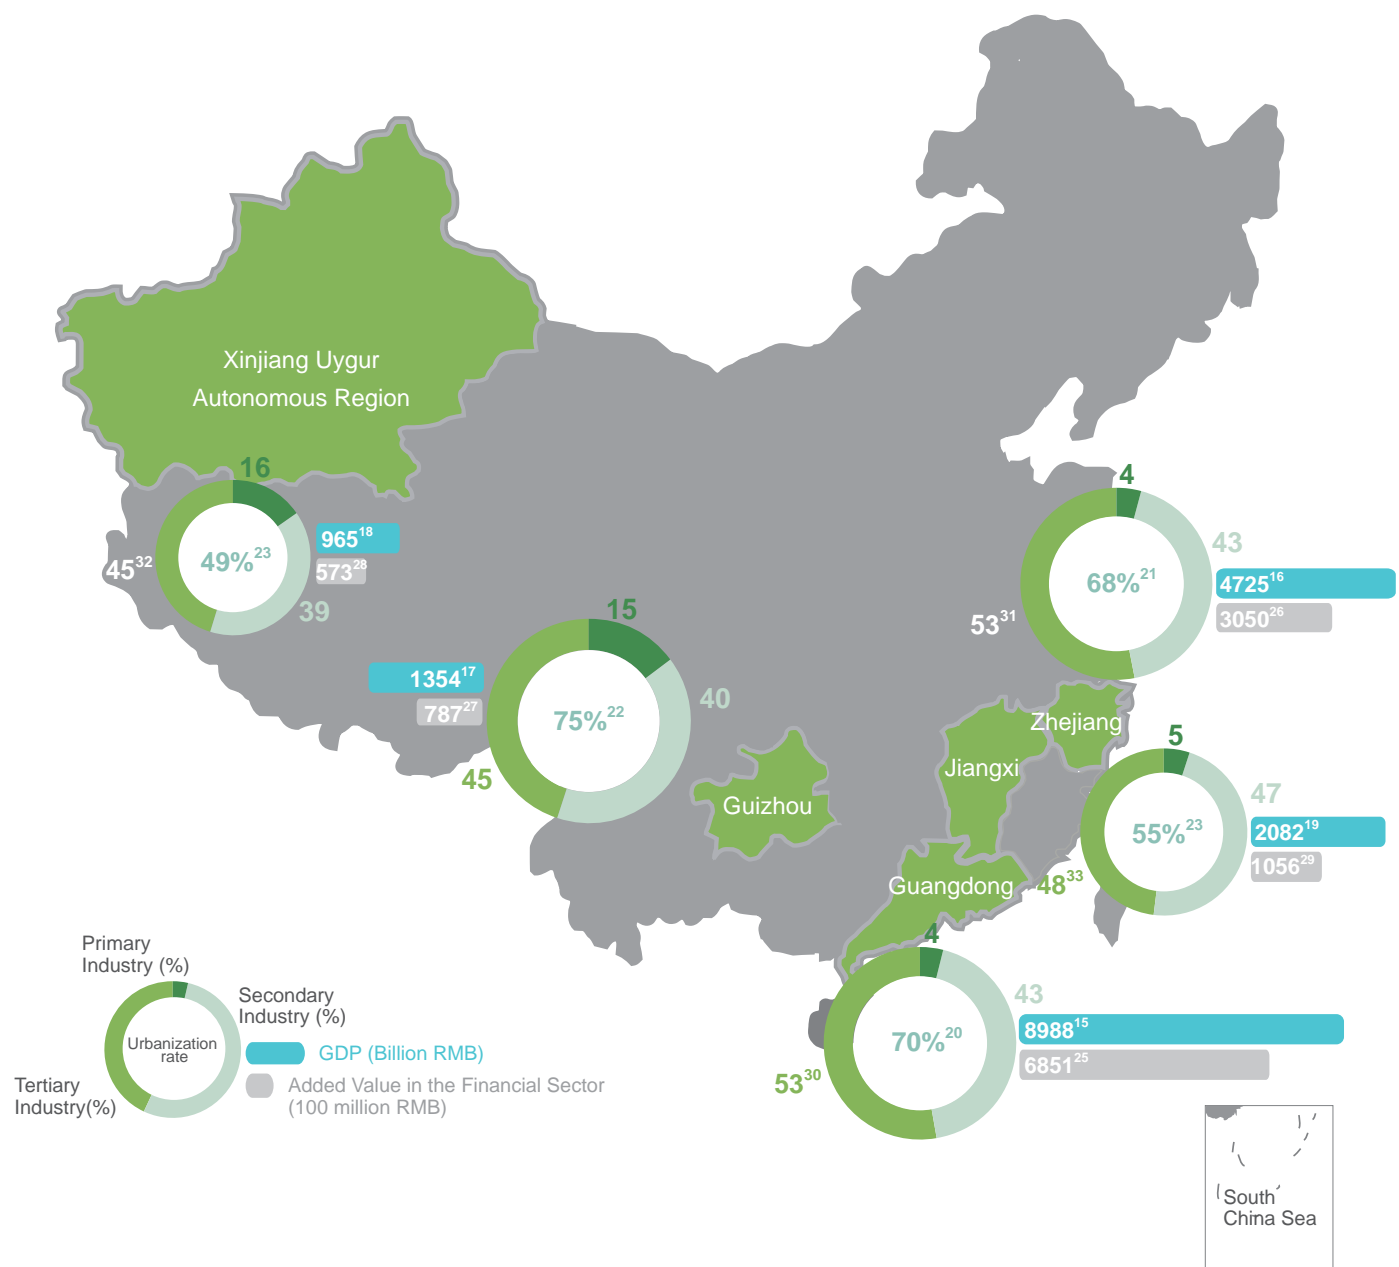 Xinjiang Uygur
Autonomous Region
16
49%23
96518
57328
4532
39
4
43
68%21
472516
305026
5331
15
135417
78727
75%22
40
45
Zhejiang
Jiangxi
Guizhou
Guangdong
5
47
55%23
208219
105629
4833
4
43
70%20
898815
685125
5330
Primary
Industry (%)
Secondary
Industry (%)
Urbanization
rate
GDP (Billion RMB)
Tertiary
Industry(%)
Added Value in the Financial Sector
(100 million RMB)
South
China Sea